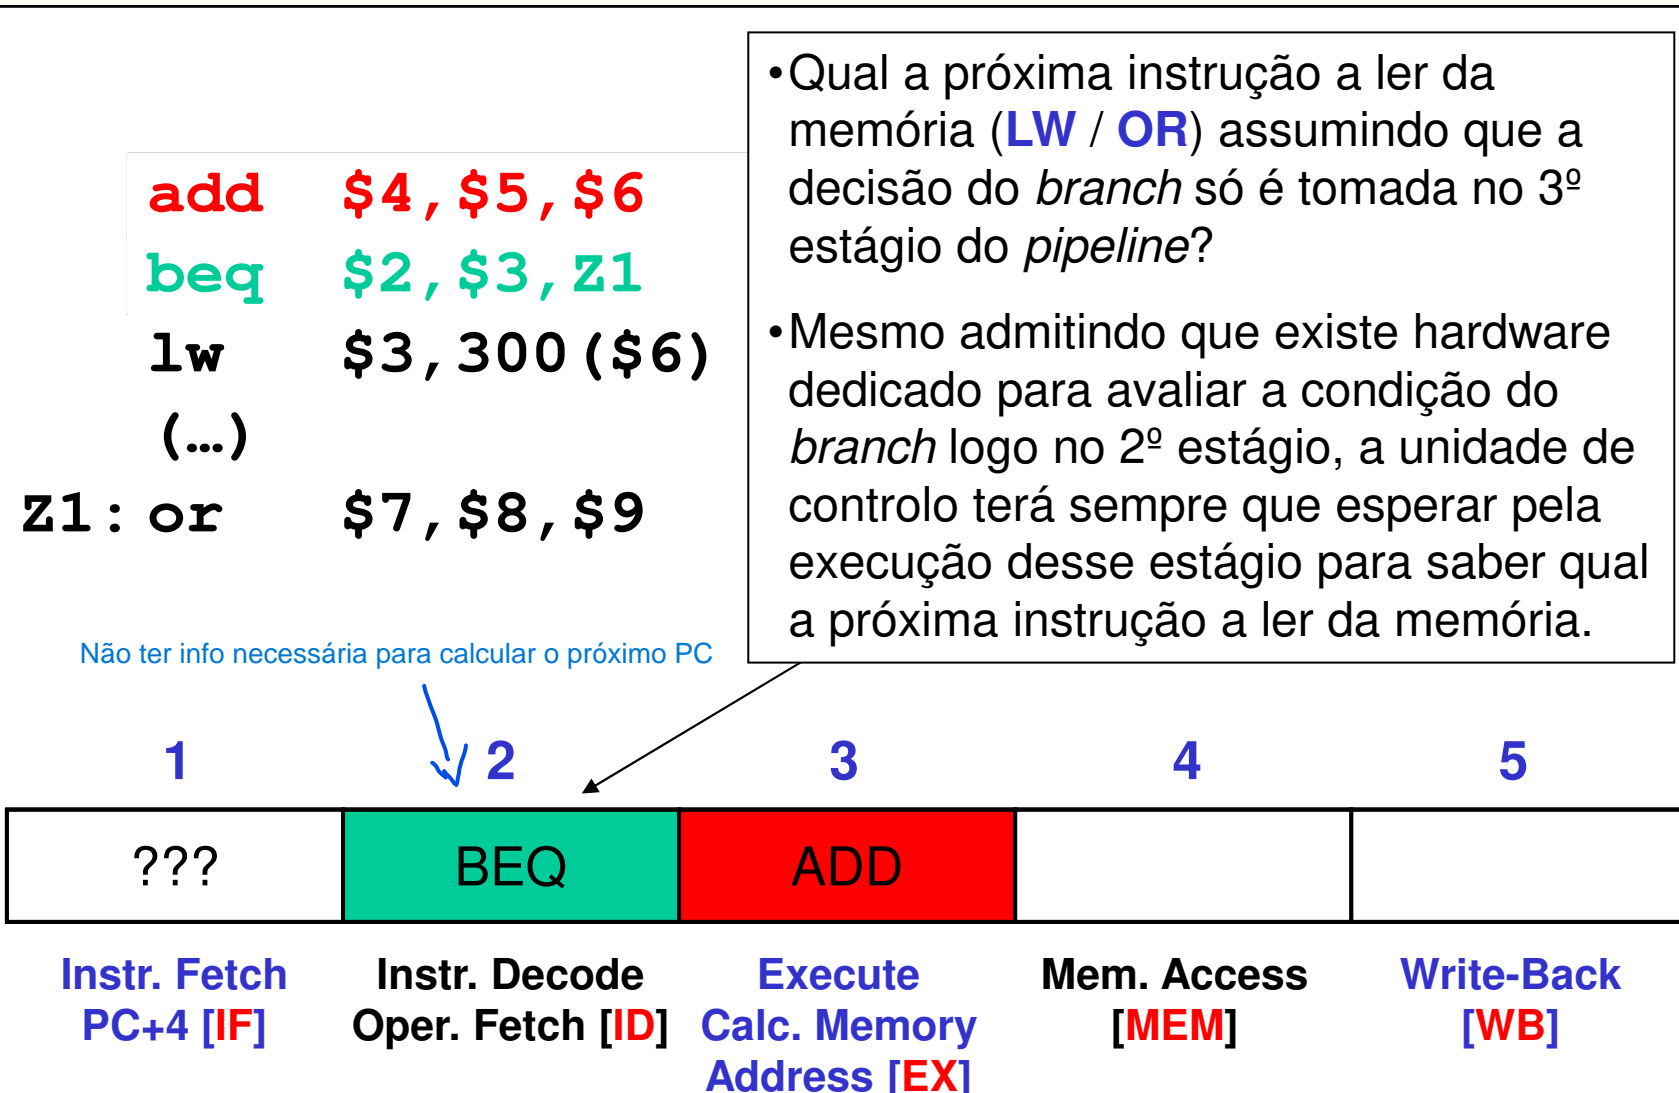 •Qual a próxima instrução a ler da
memória (LW / OR) assumindo que a
decisão do branch só é tomada no 3º
estágio do pipeline?
•Mesmo admitindo que existe hardware
dedicado para avaliar a condição do
branch logo no 2º estágio, a unidade de
controlo terá sempre que esperar pela
execução desse estágio para saber qual
a próxima instrução a ler da memória.
add $4,$5,$6
beq $2,$3,Z1
lw $3,300($6)
(…)
Z1: or $7,$8,$9
Não ter info necessária para calcular o próximo PC
1 2 3 4 5
??? BEQ ADD
Instr. Fetch
PC+4 [IF]
Instr. Decode
Oper. Fetch [ID]
Execute
Calc. Memory
Address [EX]
Mem. Access
[MEM]
Write-Back
[WB]